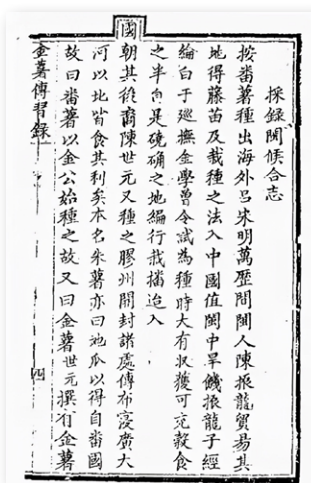 採錄閩侯合志
按番薯種出海外呂宋明萬歷間閩人陳振龍貿易其
地得藤苗及栽種之法入中國值閩中旱饑振龍子經
綸白于巡撫金學曾令試為種時大有收穫可充穀食
之半自是硗确之地徧行栽播迨入
國
朝其後裔陳世元又種之膠州開封諸處傳布寖廣大
河以北皆食其利矣本名朱薯亦曰地瓜以得自番國
故曰番薯以金公始種之故又曰金薯世元撰有金薯
金薯傳習錄
四